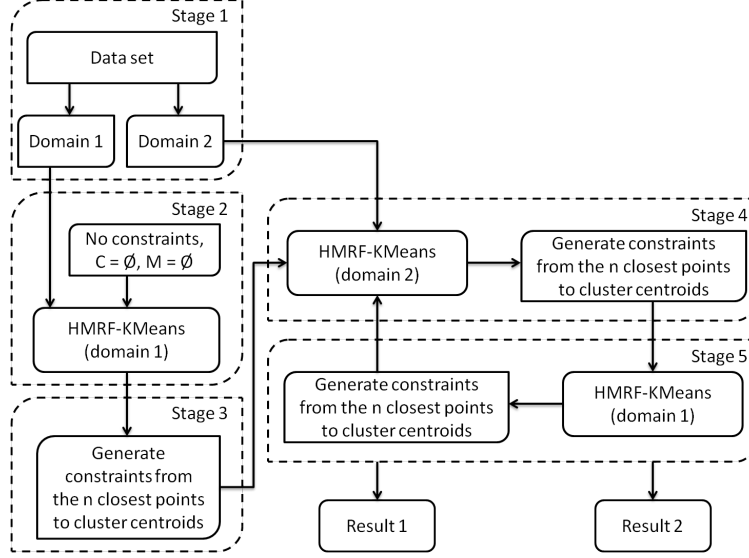 Stage 1
Data set
Domain 1
Domain 2
Stage 2
No constraints,
C = Ø, M = Ø
HMRF-KMeans
(domain 1)
Stage 3
Generate
constraints from
the n closest points
to cluster centroids
Stage 4
HMRF-KMeans
(domain 2)
Generate constraints
from the n closest points
to cluster centroids
Stage 5
Generate constraints
from the n closest points
to cluster centroids
HMRF-KMeans
(domain 1)
Result 1
Result 2